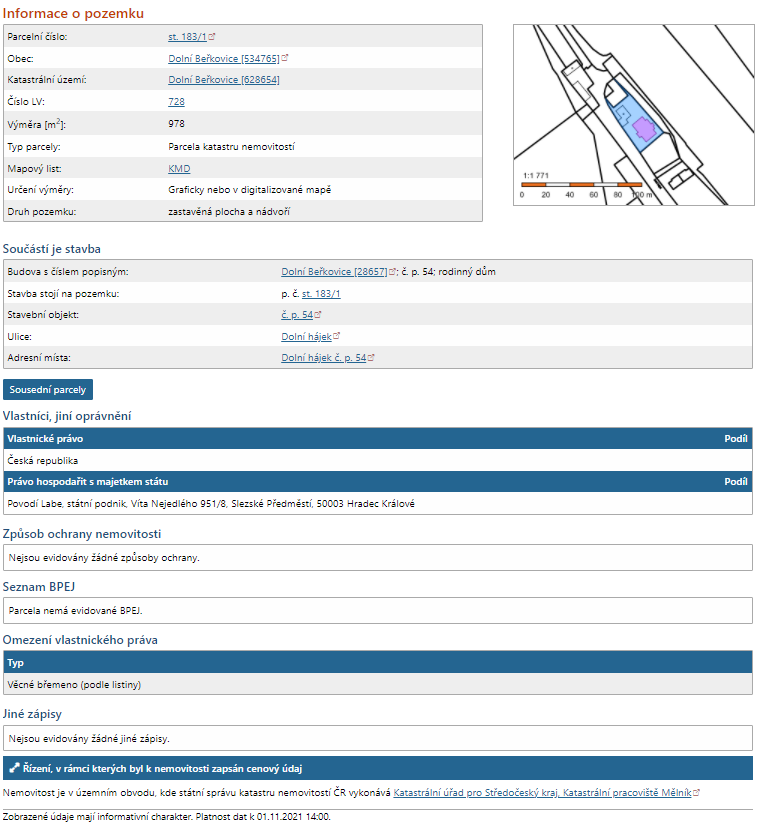 Informace o pozemku
Parcelní číslo: st. 183/1
Obec: Dolní Beřkovice [534765]
Katastrální území: Dolní Beřkovice [628654]
Číslo LV: 728
Výměra [m²]: 978
Typ parcely: Parcela katastru nemovitostí
Mapový list: KMD
Určení výměry: Graficky nebo v digitalizované mapě
Druh pozemku: zastavěná plocha a nádvoří
1:1 771
0 20 40 60 80 100 m
Součástí je stavba
Budova s číslem popisným: Dolní Beřkovice [28657]; č. p. 54; rodinný dům
Stavba stojí na pozemku: p. č. st. 183/1
Stavební objekt: č. p. 54
Ulice: Dolní hájek
Adresní místa: Dolní hájek č. p. 54
Sousední parcely
Vlastníci, jiní oprávnění
Vlastnické právo Podíl
Česká republika
Právo hospodařit s majetkem státu Podíl
Povodí Labe, státní podnik, Víta Nejedlého 951/8, Slezské Předměstí, 50003 Hradec Králové
Způsob ochrany nemovitosti
Nejsou evidovány žádné způsoby ochrany.
Seznam BPEJ
Parcela nemá evidované BPEJ.
Omezení vlastnického práva
Typ
Věcné břemeno (podle listiny)
Jiné zápisy
Nejsou evidovány žádné jiné zápisy.
Řízení, v rámci kterých byl k nemovitosti zapsán cenový údaj
Nemovitost je v územním obvodu, kde státní správu katastru nemovitostí ČR vykonává Katastrální úřad pro Středočeský kraj, Katastrální pracoviště Mělník
Zobrazené údaje mají informativní charakter. Platnost dat k 01.11.2021 14:00.